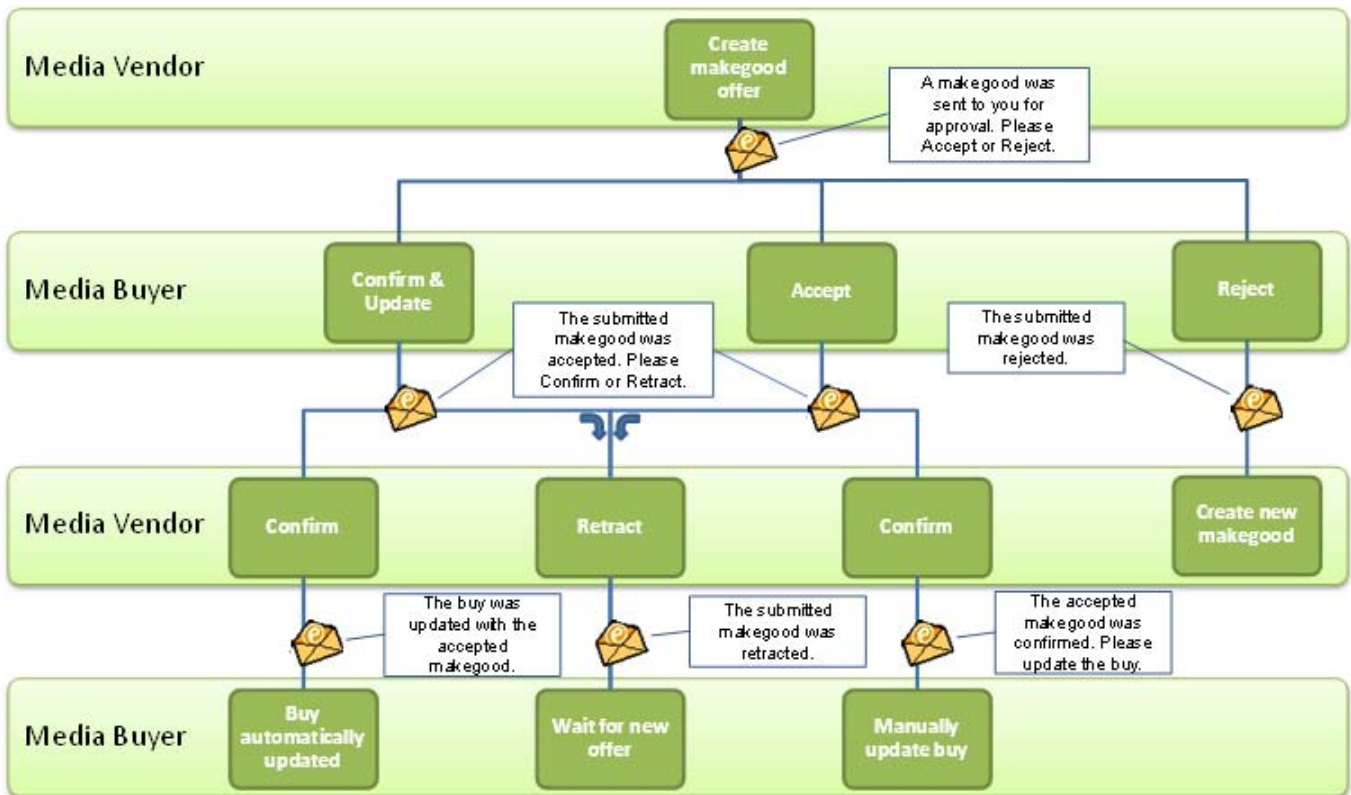 Media Vendor
Create
makegood
offer
A makegood was
sent to you for
approval. Please
Accept or Reject.
Media Buyer
Confirm &
Update
Accept
Reject
The submitted
makegood was
accepted. Please
Confirm or Retract.
The submitted
makegood was
rejected.
Media Vendor
Confirm
Retract
Confirm
Create new
makegood
The buy was
updated with the
accepted
makegood.
The submitted
makegood was
retracted.
The accepted
makegood was
confirmed. Please
update the buy.
Media Buyer
Buy
automatically
updated
Wait for new
offer
Manually
update buy